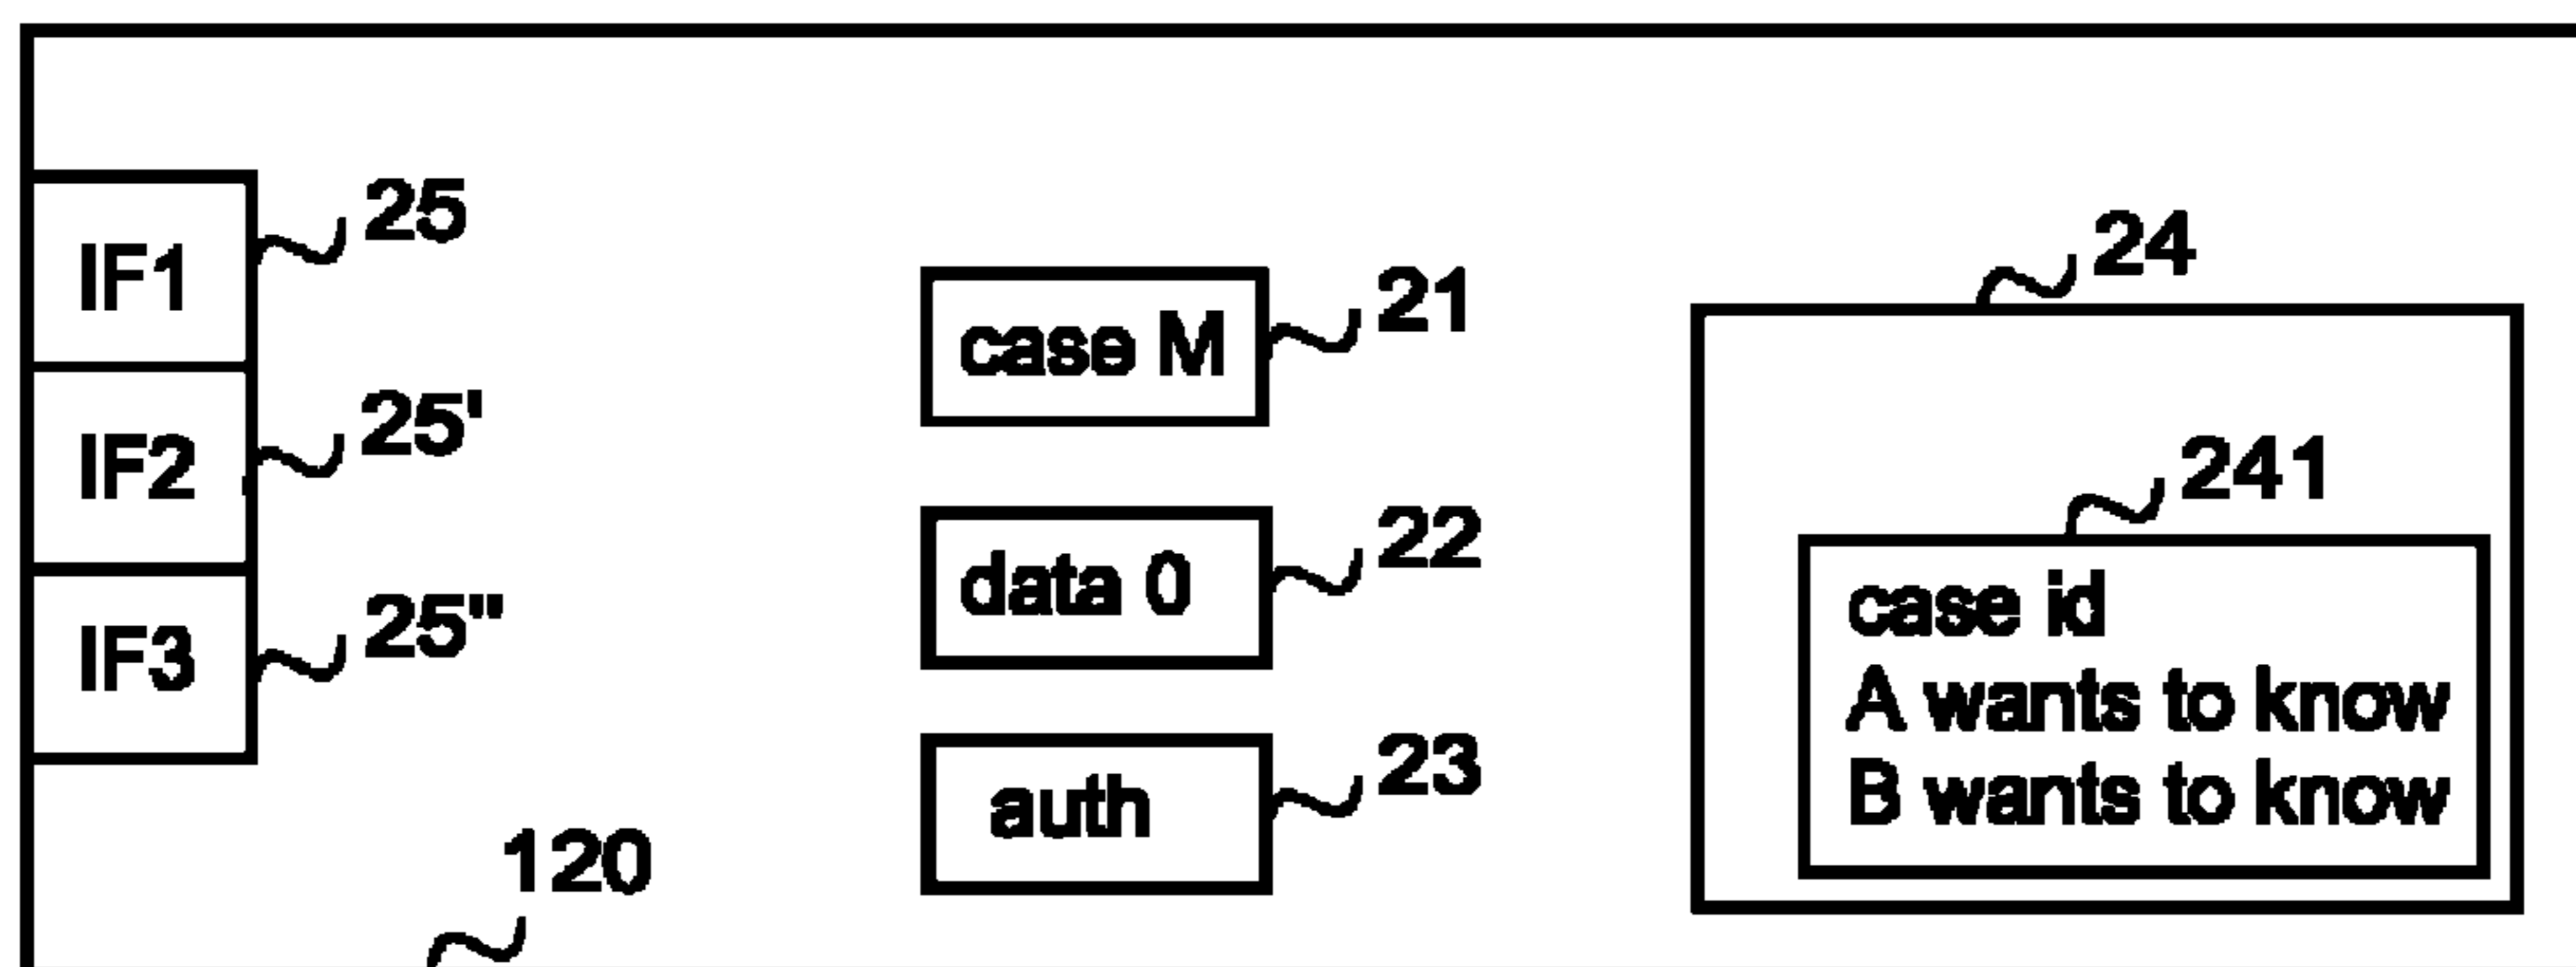 IF1
25
IF2
25'
IF3
25"
120
case M
21
data 0
22
auth
23
24
241
case id
A wants to know
B wants to know